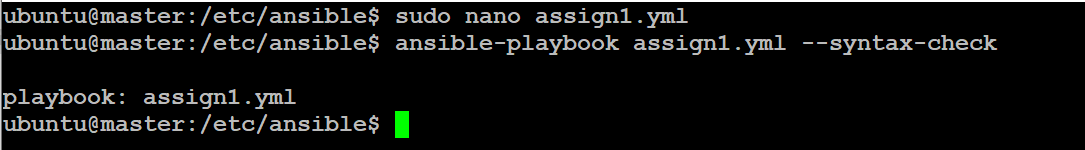 ubuntu@master:/etc/ansible$ sudo nano assign1.yml
ubuntu@master:/etc/ansible$ ansible-playbook assign1.yml --syntax-check
playbook: assign1.yml
ubuntu@master:/etc/ansible$